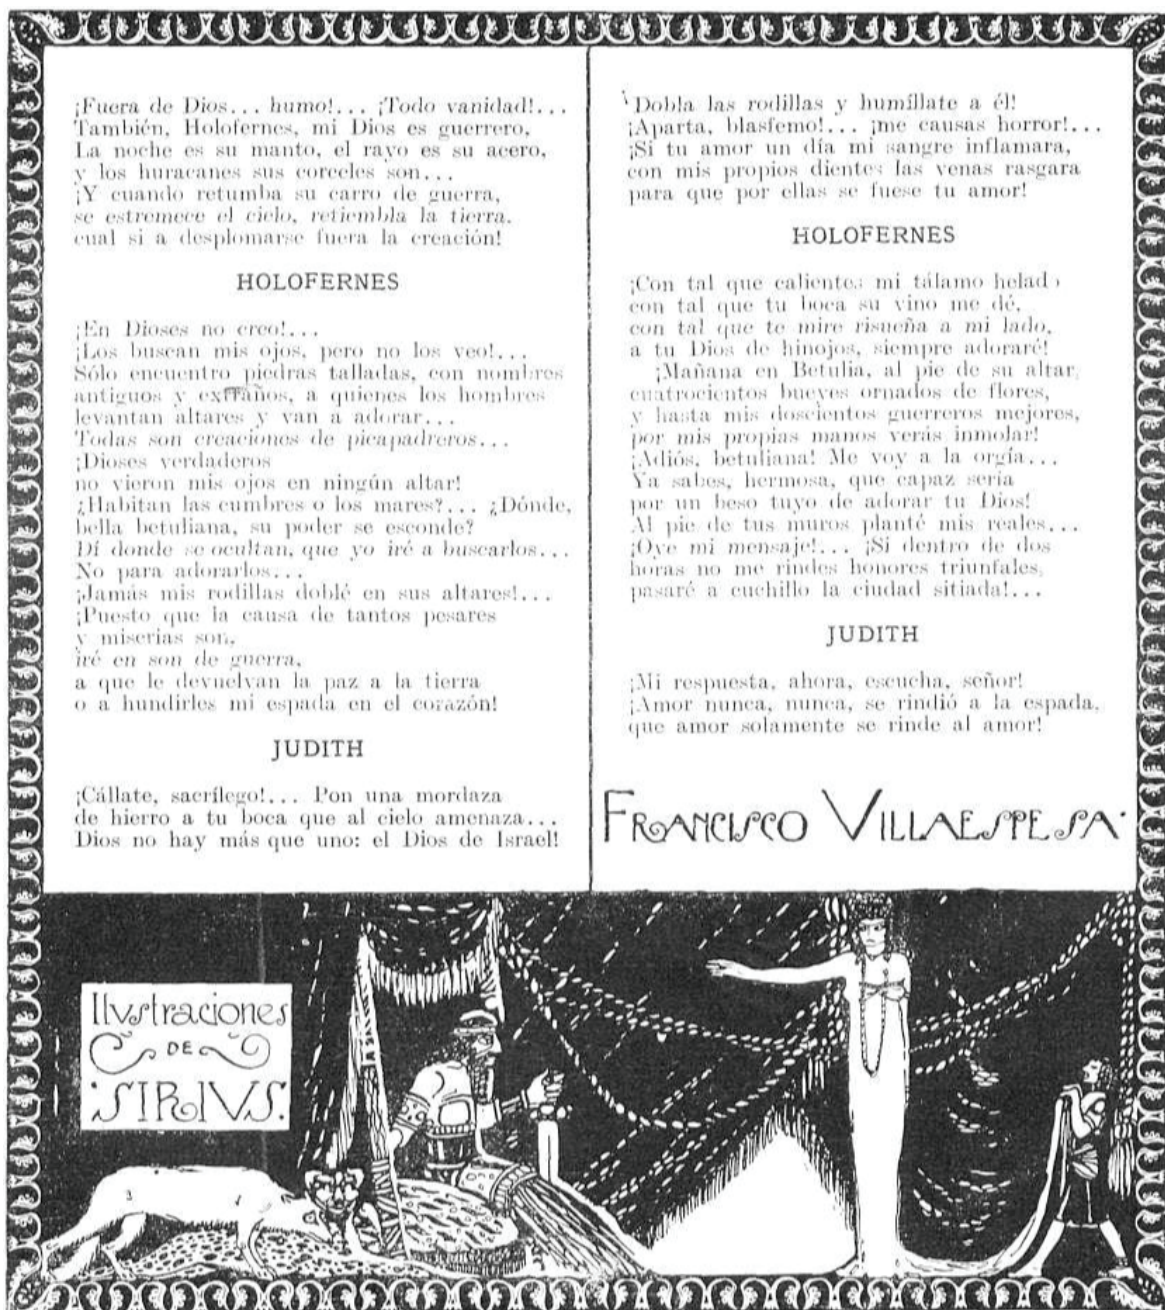 ¡Fuera de Dios... humo!... ¡Todo vanidad!...
También, Holofernes, mi Dios es guerrero,
La noche es su manto, el rayo es su acero,
y los huracanes sus corceles son...
¡Y cuando retumba su carro de guerra,
se estremece el cielo, retiembla la tierra.
cual si a desplomarse fuera la creación!
HOLOFERNES
¡En Dioses no creo!...
¡Los buscan mis ojos, pero no los veo!...
Sólo encuentro piedras talladas, con nombres
antiguos y extraños, a quienes los hombres
levantan altares y van a adorar...
Todas son creaciones de picapadreros...
¡Dioses verdaderos
no vieron mis ojos en ningún altar!
¿Habitan las cumbres o los mares?... ¿Dónde,
bella betuliana, su poder se esconde?
Dí donde se ocultan, que yo iré a buscarlos...
No para adorarlos...
¡Jamás mis rodillas doblé en sus altares!...
¡Puesto que la causa de tantos pesares
y miserias son,
iré en son de guerra,
a que le devuelvan la paz a la tierra
o a hundirles mi espada en el corazón!
JUDITH
¡Cállate, sacrílego!... Pon una mordaza
de hierro a tu boca que al cielo amenaza...
Dios no hay más que uno: el Dios de Israel!
Dobla las rodillas y humíllate a él!
¡Aparta, blasfemo!... ¡me causas horror!...
¡Si tu amor un día mi sangre inflamara,
con mis propios dientes las venas rasgara
para que por ellas se fuese tu amor!
HOLOFERNES
¡Con tal que calientes mi tálamo helado
con tal que tu boca su vino me dé,
con tal que te mire risueña a mi lado,
a tu Dios de hinojos, siempre adoraré!
¡Mañana en Betulia, al pie de su altar,
cuatrocientos bueyes ornados de flores,
y hasta mis doscientos guerreros mejores,
por mis propias manos verás inmolar!
¡Adiós, betuliana! Me voy a la orgía...
Ya sabes, hermosa, que capaz sería
por un beso tuyo de adorar tu Dios!
Al pie de tus muros planté mis reales...
¡Oye mi mensaje!... ¡Si dentro de dos
horas no me rindes honores triunfales,
pasaré a cuchillo la ciudad sitiada!...
JUDITH
¡Mi respuesta, ahora, escucha, señor!
¡Amor nunca, nunca, se rindió a la espada,
que amor solamente se rinde al amor!
FRANCISCO VILLAESPESA
Ilvstraciones
DE
SIRIVS.